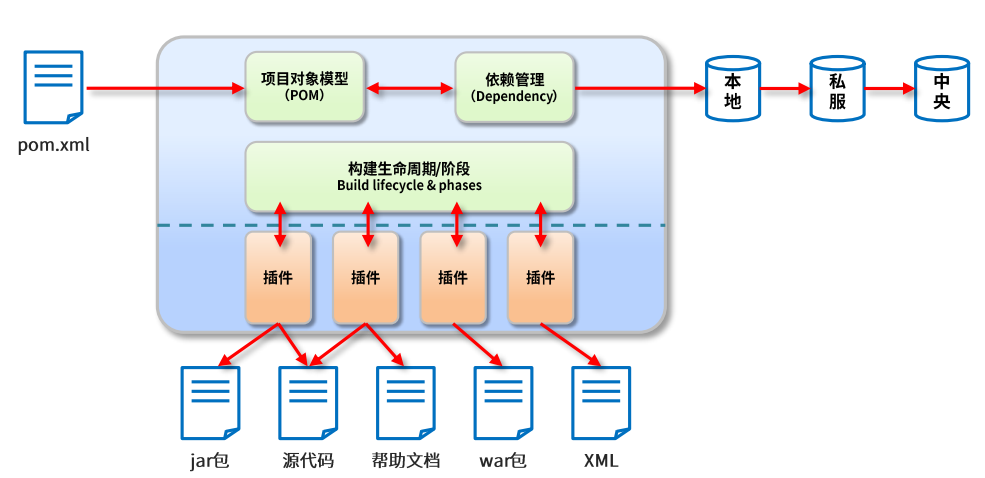 pom.xml
项目对象模型
（POM）
依赖管理
（Dependency）
本
地
私
服
中
央
构建生命周期/阶段
Build lifecycle & phases
插件
插件
插件
插件
jar包
源代码
帮助文档
war包
XML